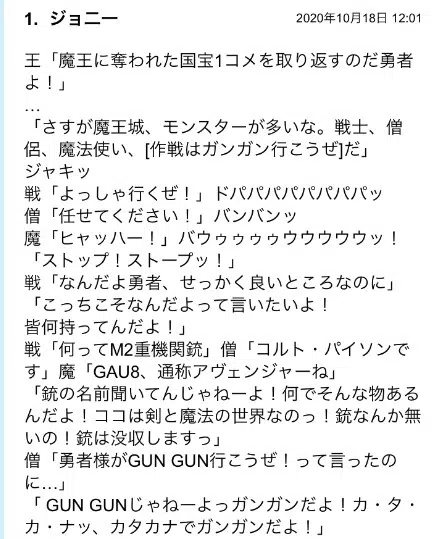 1. ジョニー 2020年10月18日 12:01
王「魔王に奪われた国宝1コメを取り返すのだ勇者
よ！」
…
「さすが魔王城、モンスターが多いな。戦士、僧
侶、魔法使い、[作戦はガンガン行こうぜ]だ」
ジャキッ
戦「よっしゃ行くぜ！」ドパパパパパパパパッ
僧「任せてください！」バンバンッ
魔「ヒャッハー！」バウゥゥゥゥウウウウウッ！
「ストップ！ストープッ！」
戦「なんだよ勇者、せっかく良いところなのに」
「こっちこそなんだよって言いたいよ！
皆何持ってんだよ！」
戦「何ってM2重機関銃」僧「コルト・パイソンで
す」魔「GAU8、通称アヴェンジャーね」
「銃の名前聞いてんじゃねーよ！何でそんな物ある
んだよ！ココは剣と魔法の世界なのっ！銃なんか無
いの！銃は没収しますっ」
僧「勇者様がGUN GUN行こうぜ！って言ったの
に…」
「 GUN GUNじゃねーよっガンガンだよ！カ・タ・
カ・ナッ、カタカナでガンガンだよ！」